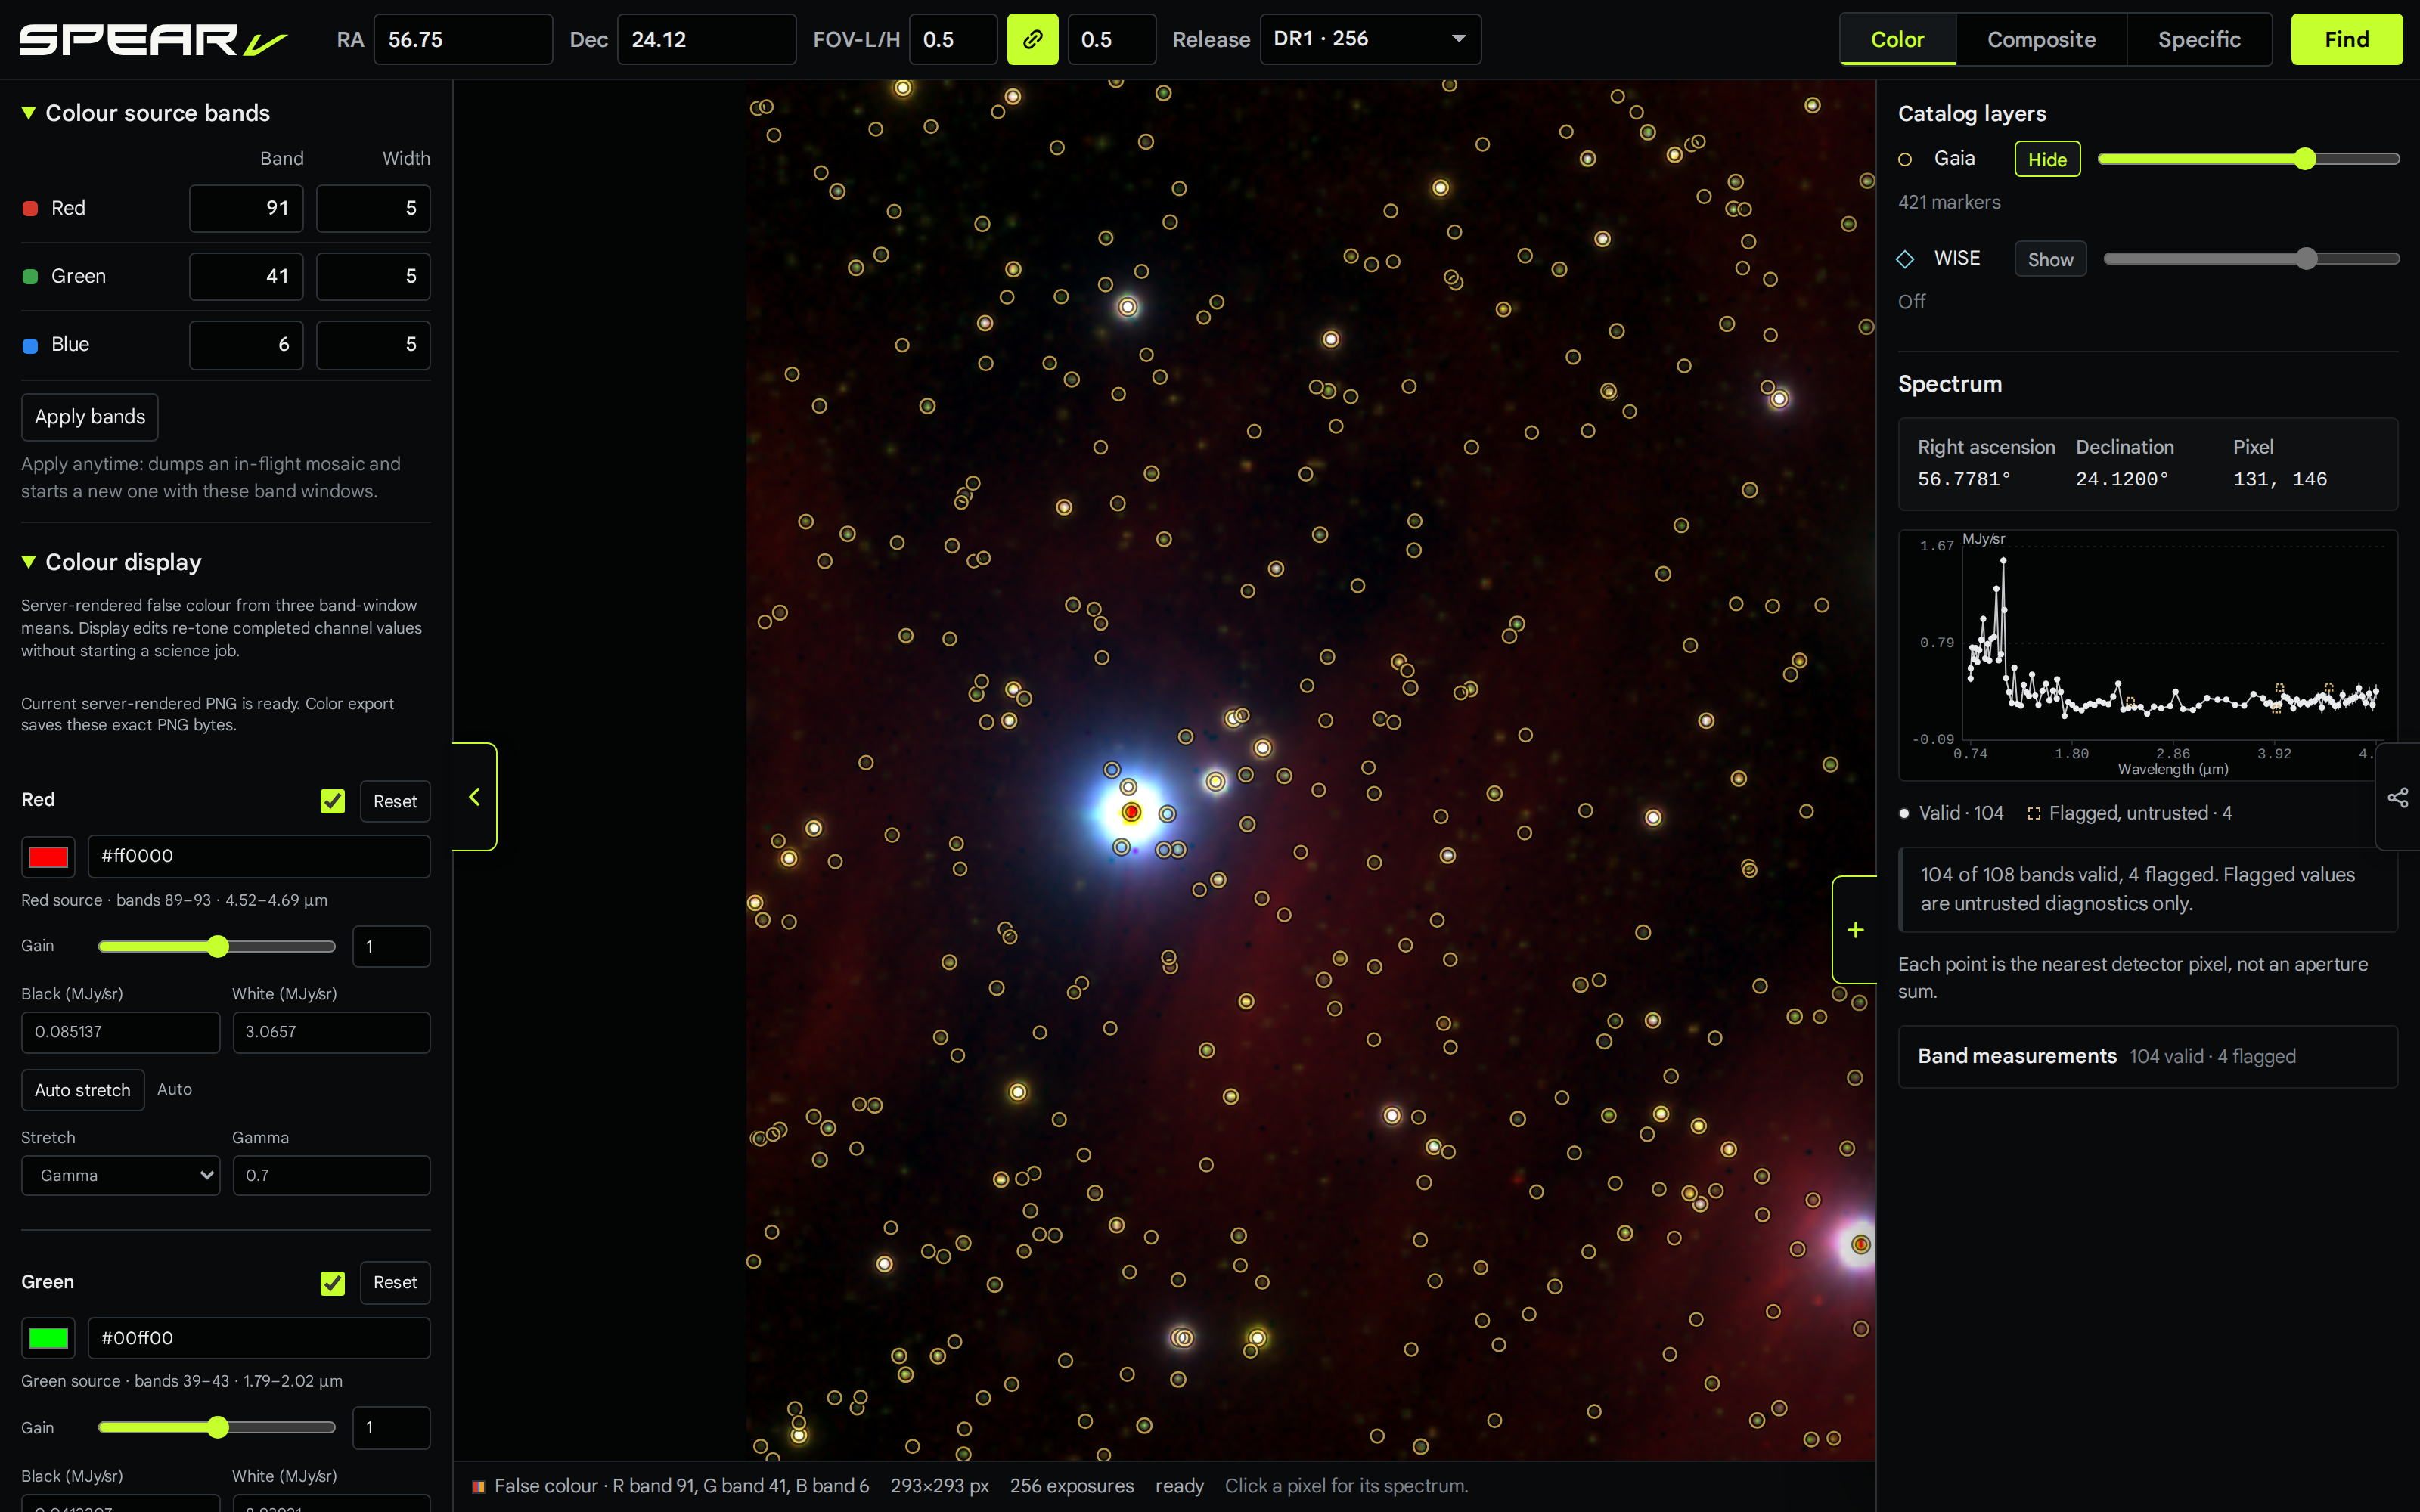 SPEAR
RA 56.75 Dec 24.12 FOV-L/H 0.5 0.5 Release DR1 · 256 Color Composite Specific Find
Colour source bands
Band Width
Red 91 5
Green 41 5
Blue 6 5
Apply bands
Apply anytime: dumps an in-flight mosaic and
starts a new one with these band windows.
Colour display
Server-rendered false colour from three band-window
means. Display edits re-tone completed channel values
without starting a science job.
Current server-rendered PNG is ready. Color export
saves these exact PNG bytes.
Red Reset
#ff0000
Red source · bands 89–93 · 4.52–4.69 µm
Gain 1
Black (MJy/sr) White (MJy/sr)
0.085137 3.0657
Auto stretch Auto
Stretch Gamma
Gamma 0.7
Green Reset
#00ff00
Green source · bands 39–43 · 1.79–2.02 µm
Gain 1
Black (MJy/sr) White (MJy/sr)
False colour · R band 91, G band 41, B band 6 293×293 px 256 exposures ready Click a pixel for its spectrum.
Catalog layers
Gaia Hide
421 markers
WISE Show
Off
Spectrum
Right ascension Declination Pixel
56.7781° 24.1200° 131, 146
MJy/sr
1.67
0.79
-0.09
0.74 1.80 2.86 3.92 4.
Wavelength (µm)
Valid · 104 Flagged, untrusted · 4
104 of 108 bands valid, 4 flagged. Flagged values
are untrusted diagnostics only.
Each point is the nearest detector pixel, not an aperture
sum.
Band measurements 104 valid · 4 flagged